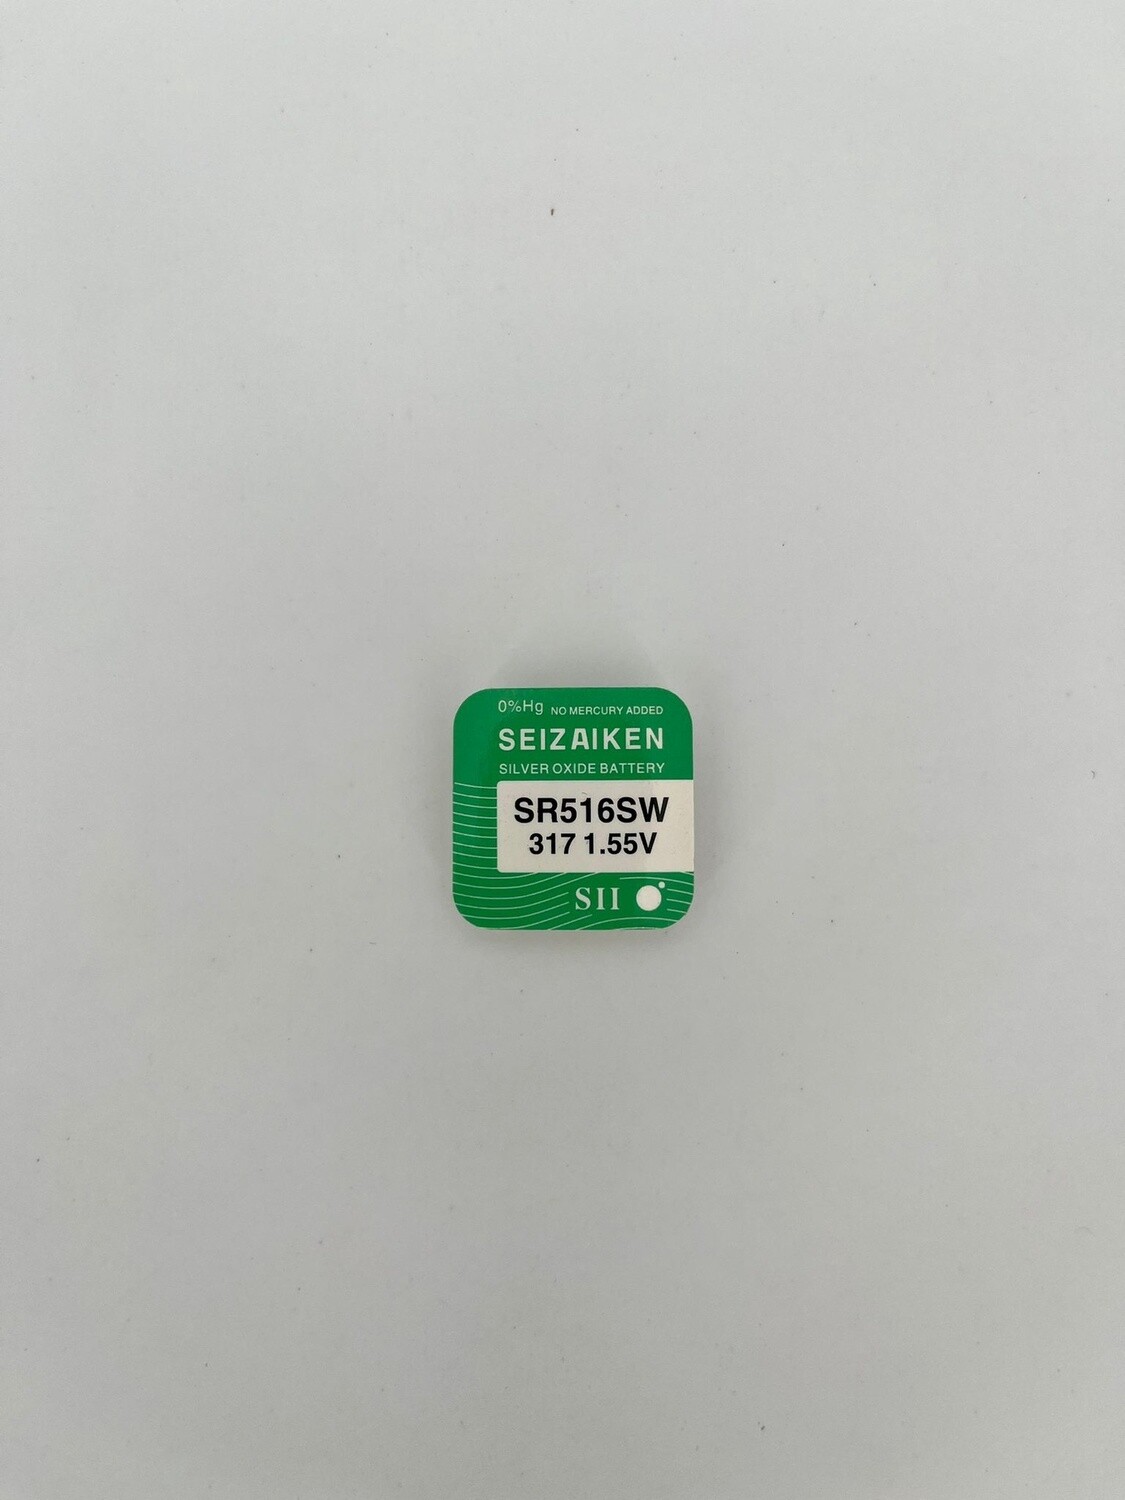 0%Hg NO MERCURY ADDED
SEIZAIKEN
SILVER OXIDE BATTERY
SR516SW
317 1.55V
SII